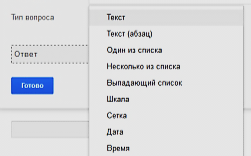 Тип вопроса
Текст
Текст (абзац)
Один из списка
Ответ
Несколько из списка
Выпадающий список
Готово
Шкала
Сетка
Дата
Время